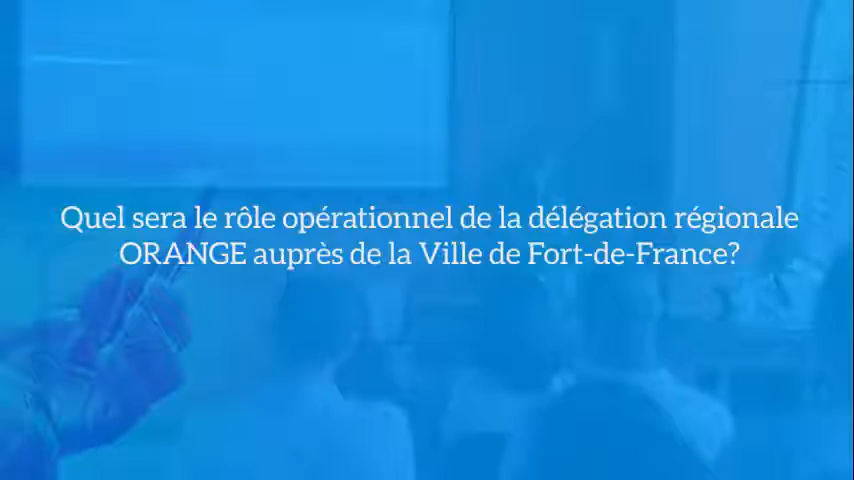 Quel sera le rôle opérationnel de la délégation régionale
ORANGE auprès de la Ville de Fort-de-France?